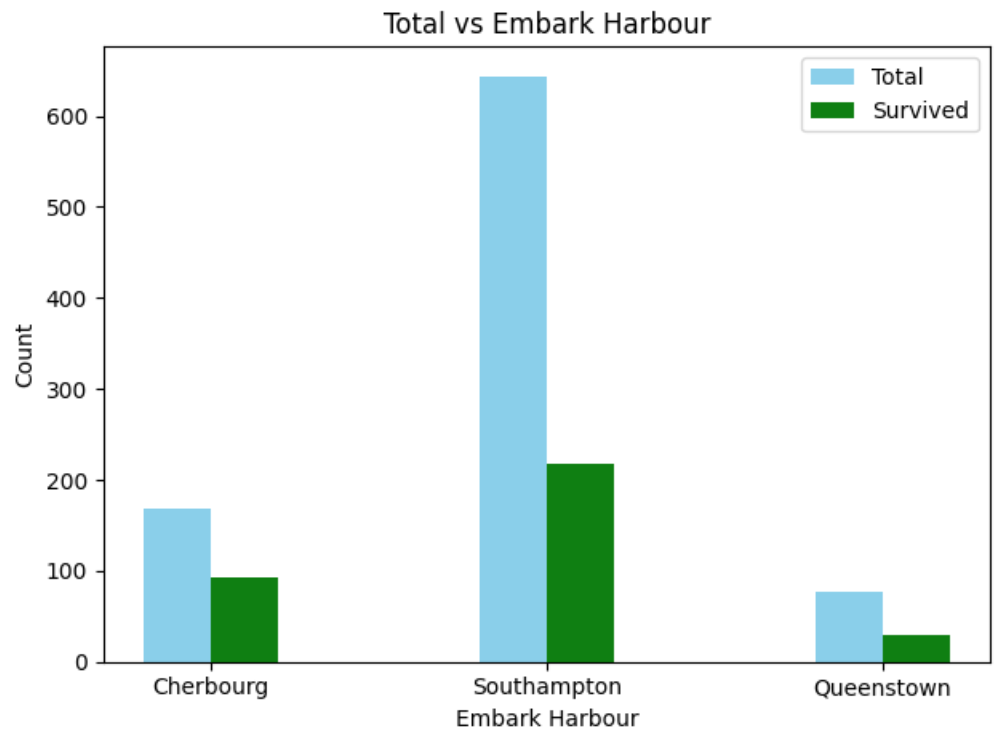 Total vs Embark Harbour
Total
Survived
Count
600
500
400
300
200
100
0
Cherbourg
Southampton
Queenstown
Embark Harbour